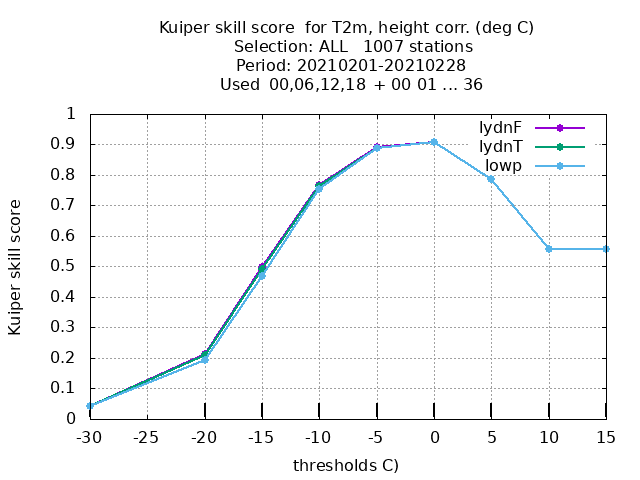 Kuiper skill score  for T2m, height corr. (deg C)
Selection: ALL   1007 stations
Period: 20210201-20210228
Used  00,06,12,18  + 00 01 ... 36
lydnF
lydnT
lowp
1
0.9
0.8
0.7
0.6
0.5
0.4
0.3
0.2
0.1
0
Kuiper skill score
-30 -25 -20 -15 -10 -5 0 5 10 15
thresholds C)